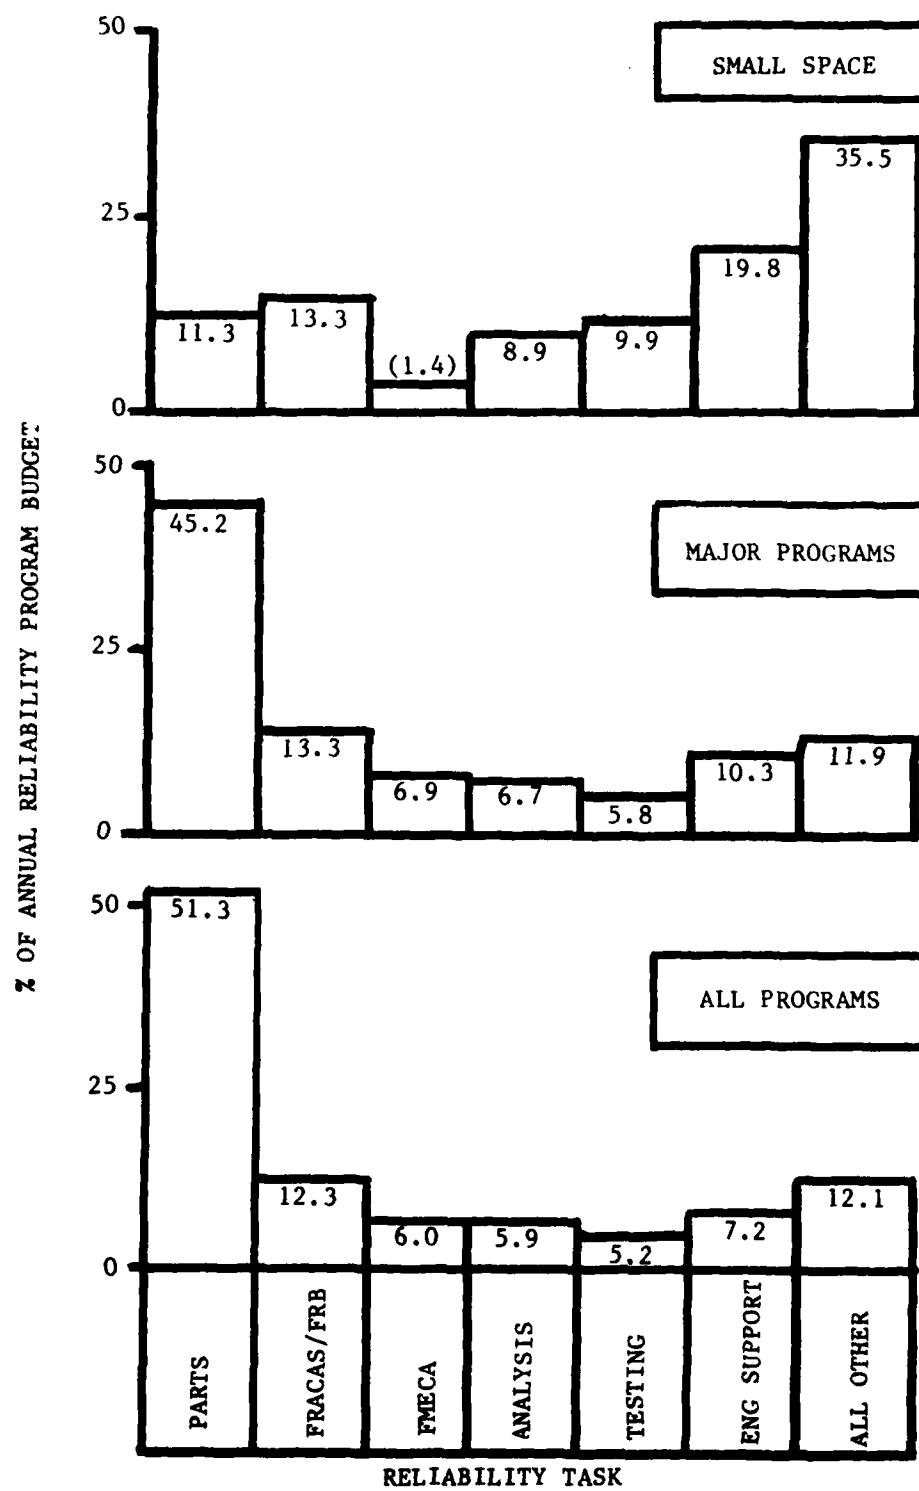 50
SMALL SPACE
35.5
25
19.8
11.3
13.3
(1.4)
8.9
9.9
0
% OF ANNUAL RELIABILITY PROGRAM BUDGET
50
45.2
MAJOR PROGRAMS
25
13.3
6.9
6.7
5.8
10.3
11.9
0
50
51.3
ALL PROGRAMS
25
12.3
6.0
5.9
5.2
7.2
12.1
0
PARTS
FRACAS/FRB
FMECA
ANALYSIS
TESTING
ENG SUPPORT
ALL OTHER
RELIABILITY TASK